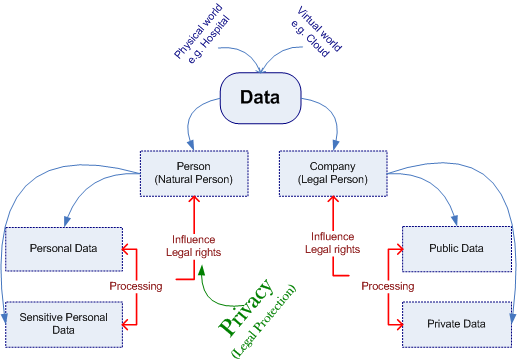 Physical world
e.g. Hospital
Virtual world
e.g. Cloud
Data
Person
(Natural Person)
Company
(Legal Person)
Influence
Legal rights
Influence
Legal rights
Personal Data
Public Data
Processing
Processing
Privacy
(Legal Protection)
Sensitive Personal
Data
Private Data